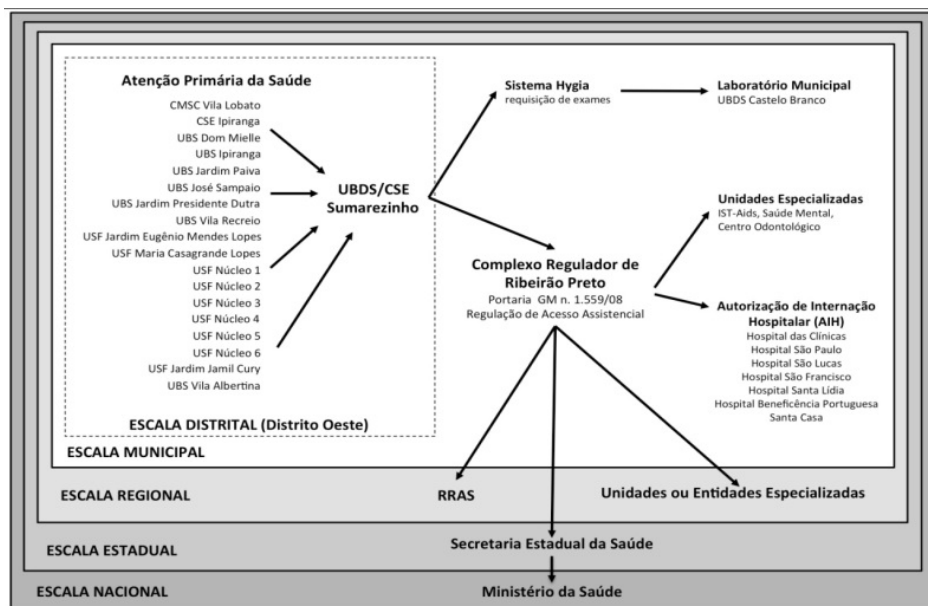 Atenção Primária da Saúde
CMSC Vila Lobato
CSE Ipiranga
UBS Dom Mielle
UBS Ipiranga
UBS Jardim Paiva
UBS José Sampaio
UBS Jardim Presidente Dutra
UBS Vila Recreio
USF Jardim Eugênio Mendes Lopes
USF Maria Casagrande Lopes
USF Núcleo 1
USF Núcleo 2
USF Núcleo 3
USF Núcleo 4
USF Núcleo 5
USF Núcleo 6
USF Jardim Jamil Cury
UBS Vila Albertina
UBDS/CSE
Sumarezinho
ESCALA DISTRITAL (Distrito Oeste)
Sistema Hygia
requisição de exames
Laboratório Municipal
UBDS Castelo Branco
Complexo Regulador de
Ribeirão Preto
Portaria GM n. 1.559/08
Regulação de Acesso Assistencial
Unidades Especializadas
IST-Aids, Saúde Mental,
Centro Odontológico
Autorização de Internação
Hospitalar (AIH)
Hospital das Clínicas
Hospital São Paulo
Hospital São Lucas
Hospital São Francisco
Hospital Santa Lídia
Hospital Beneficência Portuguesa
Santa Casa
ESCALA MUNICIPAL
ESCALA REGIONAL
RRAS
Unidades ou Entidades Especializadas
ESCALA ESTADUAL
Secretaria Estadual da Saúde
ESCALA NACIONAL
Ministério da Saúde